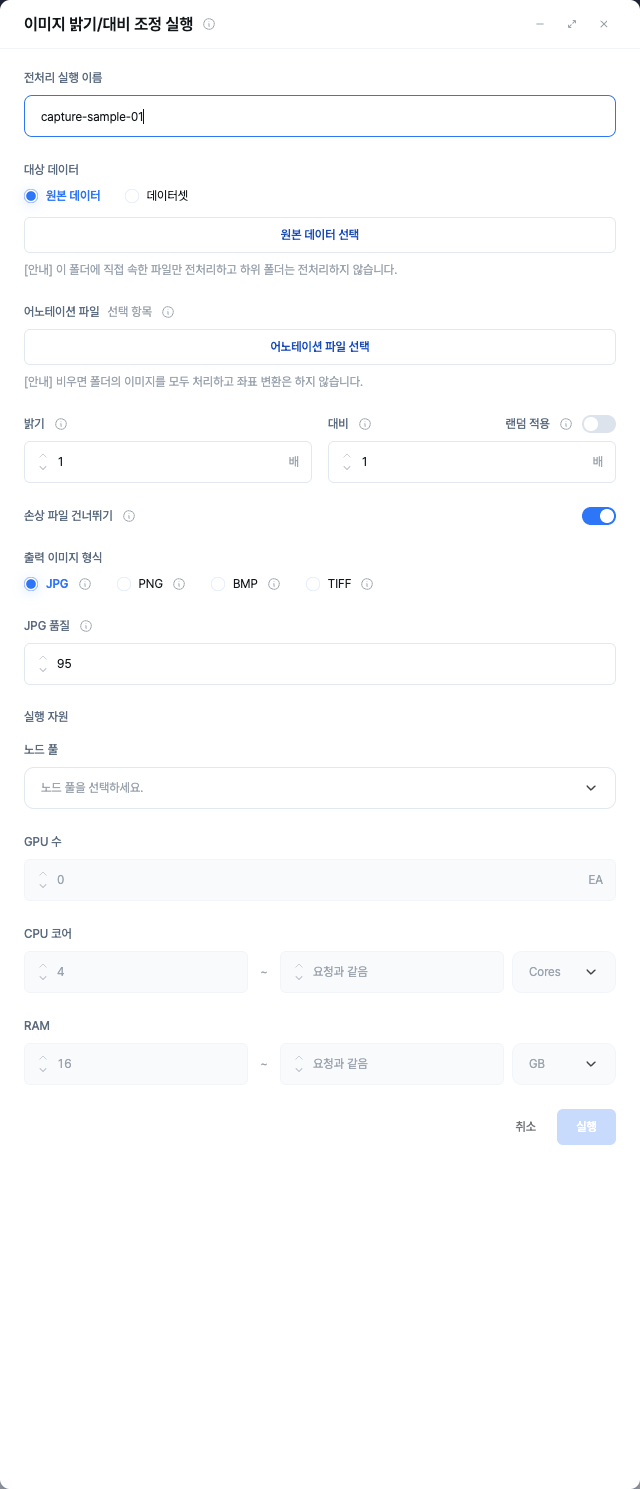 이미지 밝기/대비 조정 실행
전처리 실행 이름
capture-sample-01
대상 데이터
원본 데이터 데이터셋
원본 데이터 선택
[안내] 이 폴더에 직접 속한 파일만 전처리하고 하위 폴더는 전처리하지 않습니다.
어노테이션 파일 선택 항목
어노테이션 파일 선택
[안내] 비우면 폴더의 이미지를 모두 처리하고 좌표 변환은 하지 않습니다.
밝기 대비 랜덤 적용
1 배 1 배
손상 파일 건너뛰기
출력 이미지 형식
JPG PNG BMP TIFF
JPG 품질
95
실행 자원
노드 풀
노드 풀을 선택하세요.
GPU 수
0 EA
CPU 코어
4 ~ 요청과 같음 Cores
RAM
16 ~ 요청과 같음 GB
취소 실행